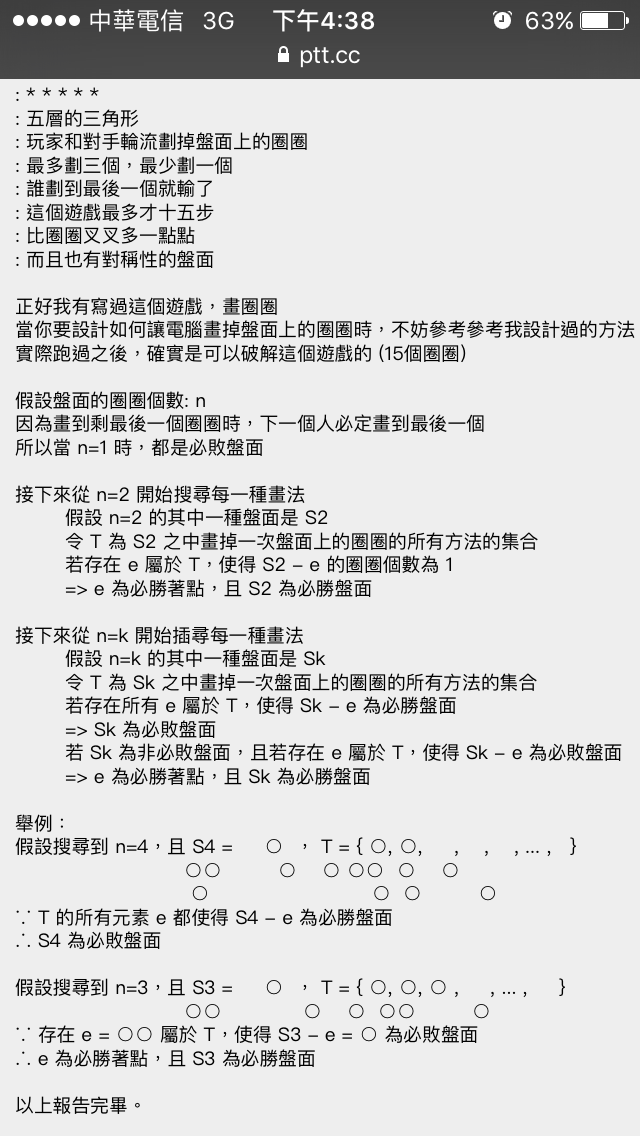 ●●●●● 中華電信 3G 下午4:38 63%
ptt.cc
: * * * * *
: 五層的三角形
: 玩家和對手輪流劃掉盤面上的圈圈
: 最多劃三個，最少劃一個
: 誰劃到最後一個就輸了
: 這個遊戲最多才十五步
: 比圈圈叉叉多一點點
: 而且也有對稱性的盤面
正好我有寫過這個遊戲，畫圈圈
當你要設計如何讓電腦畫掉盤面上的圈圈時，不妨參考參考我設計過的方法
實際跑過之後，確實是可以破解這個遊戲的 (15個圈圈)
假設盤面的圈圈個數: n
因為畫到剩最後一個圈圈時，下一個人必定畫到最後一個
所以當 n=1 時，都是必敗盤面
接下來從 n=2 開始搜尋每一種畫法
假設 n=2 的其中一種盤面是 S2
令 T 為 S2 之中畫掉一次盤面上的圈圈的所有方法的集合
若存在 e 屬於 T，使得 S2 – e 的圈圈個數為 1
=> e 為必勝著點，且 S2 為必勝盤面
接下來從 n=k 開始插尋每一種畫法
假設 n=k 的其中一種盤面是 Sk
令 T 為 Sk 之中畫掉一次盤面上的圈圈的所有方法的集合
若存在所有 e 屬於 T，使得 Sk – e 為必勝盤面
=> Sk 為必敗盤面
若 Sk 為非必敗盤面，且若存在 e 屬於 T，使得 Sk – e 為必敗盤面
=> e 為必勝著點，且 Sk 為必勝盤面
舉例：
假設搜尋到 n=4，且 S4 = ○ ， T = { ○, ○, , , , ... , }
○○ ○ ○ ○○ ○ ○
○ ○ ○ ○
∵ T 的所有元素 e 都使得 S4 – e 為必勝盤面
∴ S4 為必敗盤面
假設搜尋到 n=3，且 S3 = ○ ， T = { ○, ○, ○ , , ... , }
○○ ○ ○ ○○ ○
∵ 存在 e = ○○ 屬於 T，使得 S3 – e = ○ 為必敗盤面
∴ e 為必勝著點，且 S3 為必勝盤面
以上報告完畢。